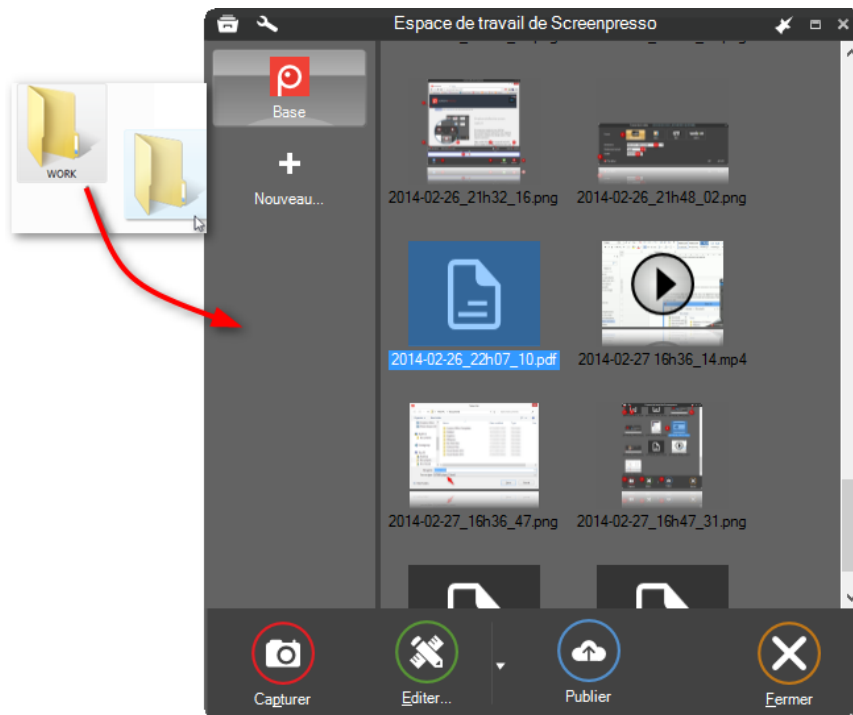 Espace de travail de Screenpresso
Base
Nouveau...
WORK
2014-02-26_21h32_16.png
2014-02-26_21h48_02.png
2014-02-26_22h07_10.pdf
2014-02-27 16h36_14.mp4
2014-02-27_16h36_47.png
2014-02-27_16h47_31.png
Capturer
Editer...
Publier
Fermer